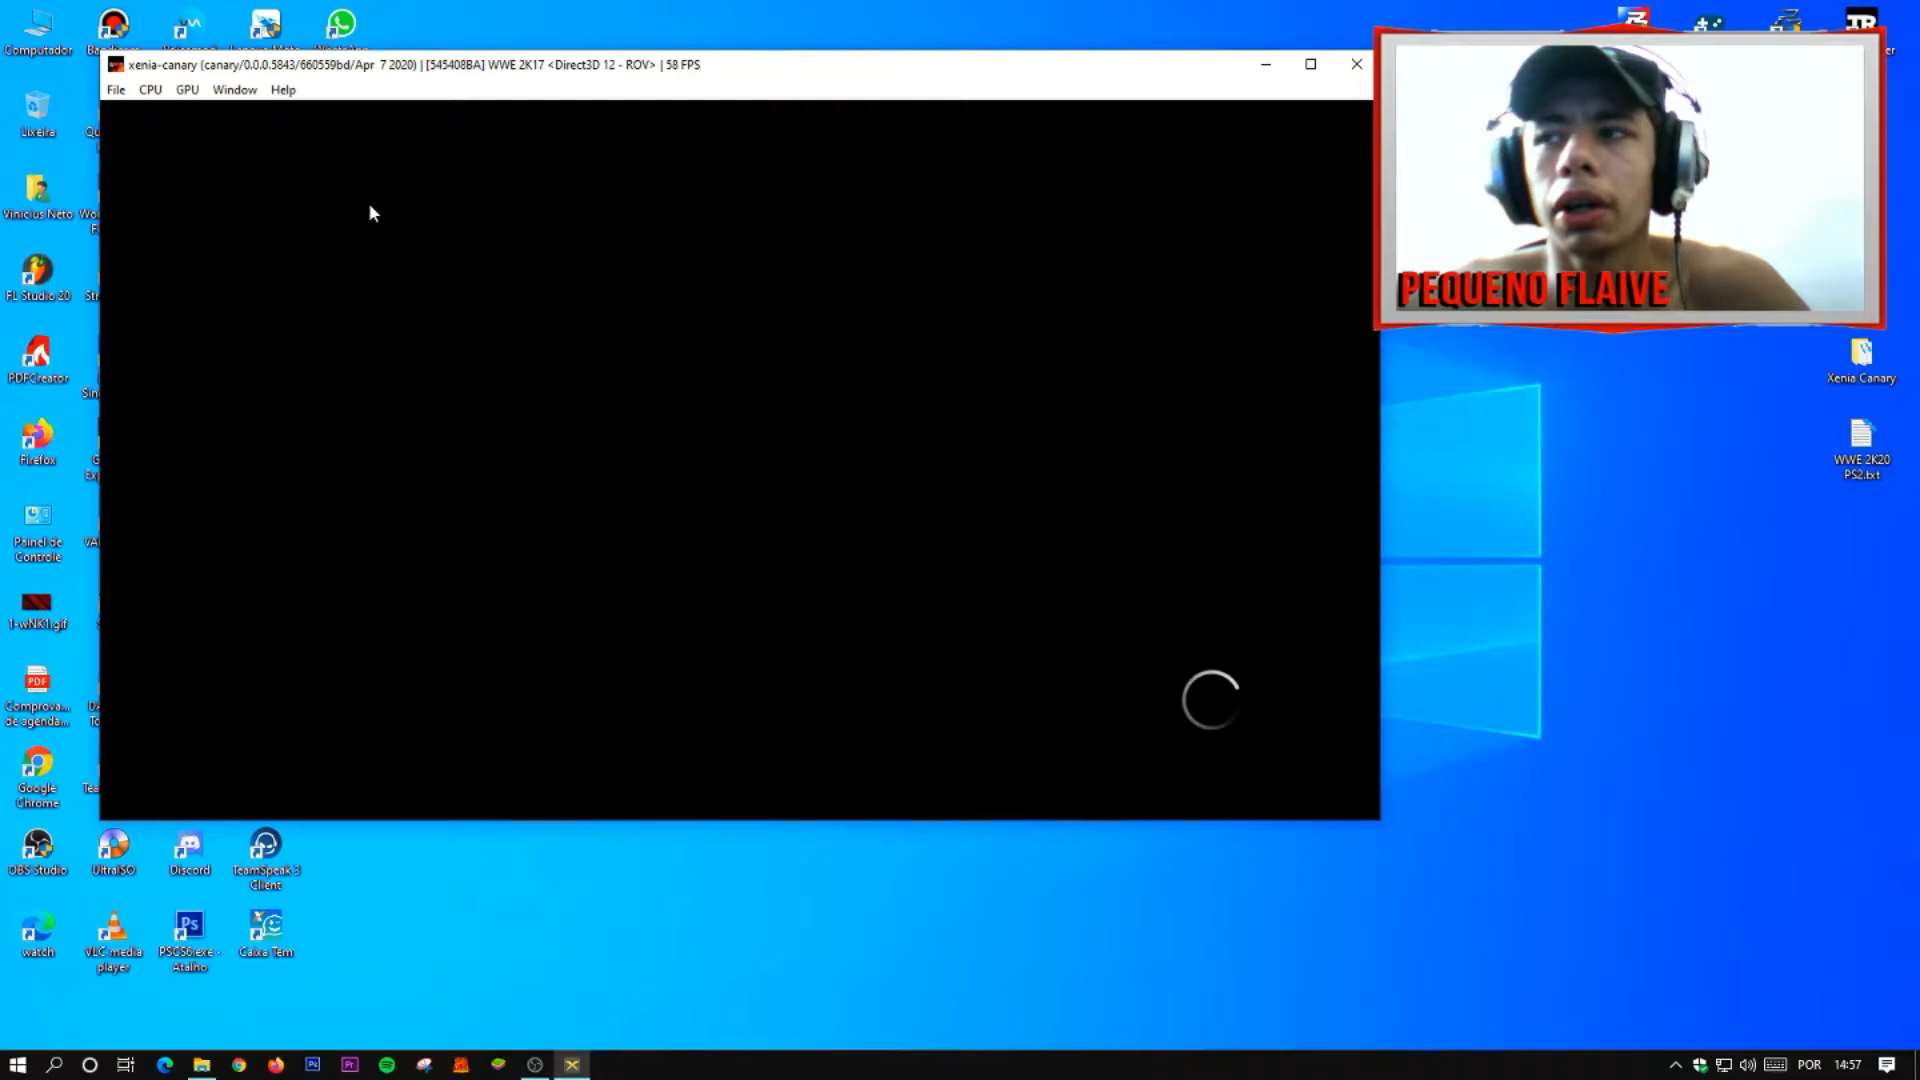 Computador
WhatsApp
xenia-canary (canary/0.0.0.5843/660559bd/Apr 7 2020) | [545408BA] WWE 2K17 <Direct3D 12 - ROV> | 58 FPS
File CPU GPU Window Help
PEQUENO FLAIVE
Lixeira
Vinicius Neto
FL Studio 20
PDFCreator
Firefox
Painel de
Controle
1-wNK1.gif
PDF
Comprova...
de agenda...
Google
Chrome
Xenia Canary
WWE 2K20
PS2.txt
OBS Studio
UltraISO
Discord
TeamSpeak 3
Client
watch
VLC media
player
Ps
PSCS6.exe -
Atalho
Caixa Tem
POR
14:57